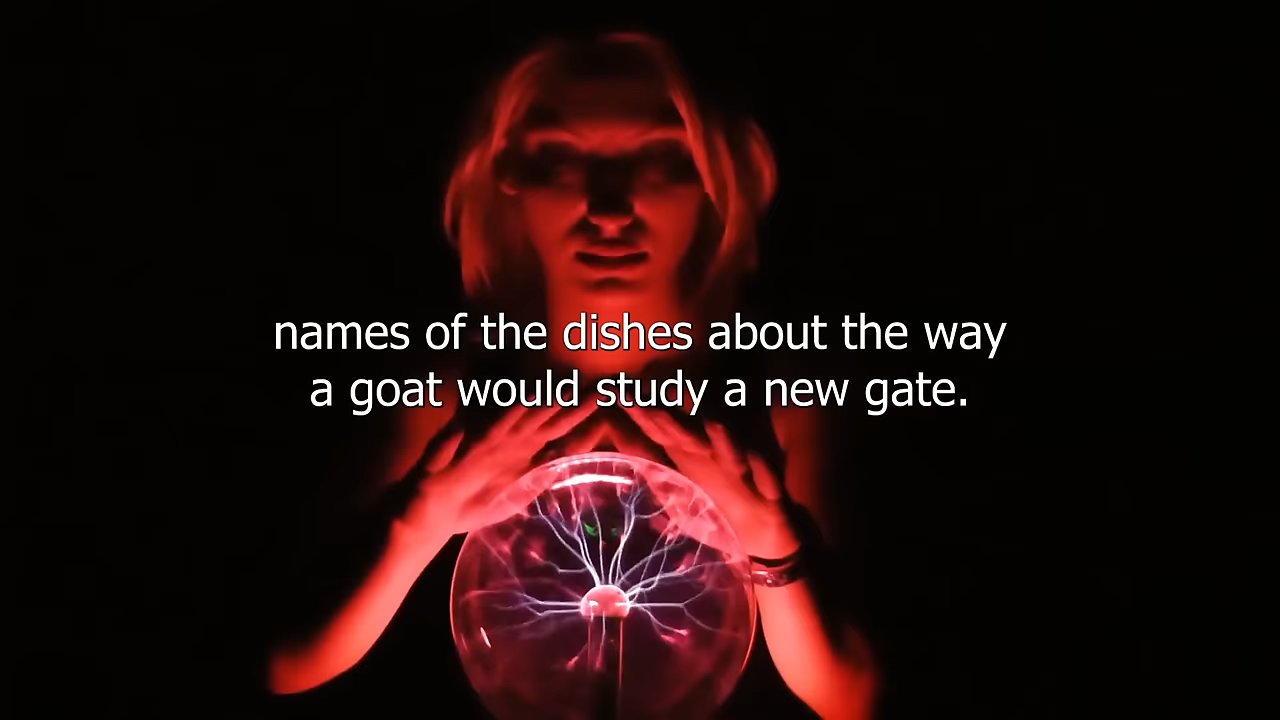 names of the dishes about the way
a goat would study a new gate.